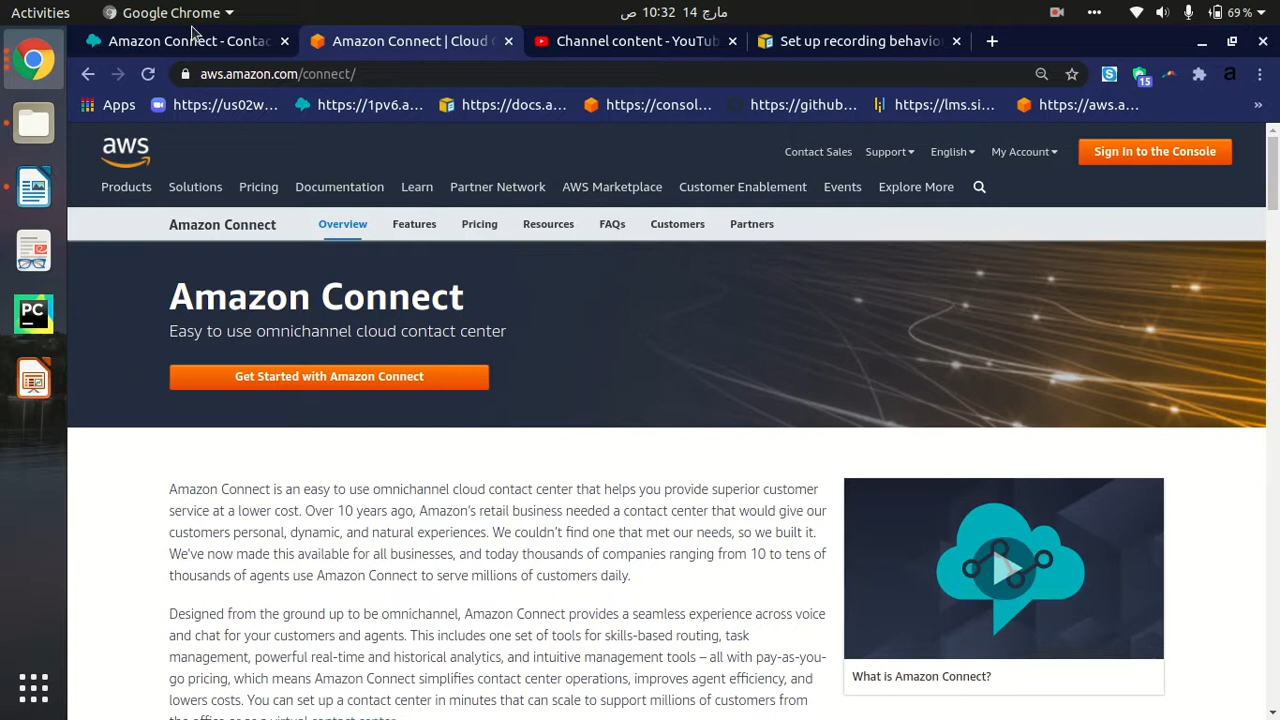 Activities
Google Chrome
مارچ 14  10:32 ص
69 %
Amazon Connect - Contac
Amazon Connect | Cloud C
Channel content - YouTub
Set up recording behavio
aws.amazon.com/connect/
15
a
Apps
https://us02w...
https://1pv6.a...
https://docs.a...
https://consol...
https://github...
https://lms.si...
https://aws.a...
»
aws
Contact Sales
Support
English
My Account
Sign In to the Console
Products
Solutions
Pricing
Documentation
Learn
Partner Network
AWS Marketplace
Customer Enablement
Events
Explore More
Amazon Connect
Overview
Features
Pricing
Resources
FAQs
Customers
Partners
Amazon Connect
Easy to use omnichannel cloud contact center
Get Started with Amazon Connect
Amazon Connect is an easy to use omnichannel cloud contact center that helps you provide superior customer
service at a lower cost. Over 10 years ago, Amazon's retail business needed a contact center that would give our
customers personal, dynamic, and natural experiences. We couldn't find one that met our needs, so we built it.
We've now made this available for all businesses, and today thousands of companies ranging from 10 to tens of
thousands of agents use Amazon Connect to serve millions of customers daily.
Designed from the ground up to be omnichannel, Amazon Connect provides a seamless experience across voice
and chat for your customers and agents. This includes one set of tools for skills-based routing, task
management, powerful real-time and historical analytics, and intuitive management tools – all with pay-as-you-
go pricing, which means Amazon Connect simplifies contact center operations, improves agent efficiency, and
lowers costs. You can set up a contact center in minutes that can scale to support millions of customers from
the office or as a virtual contact center.
What is Amazon Connect?
PC